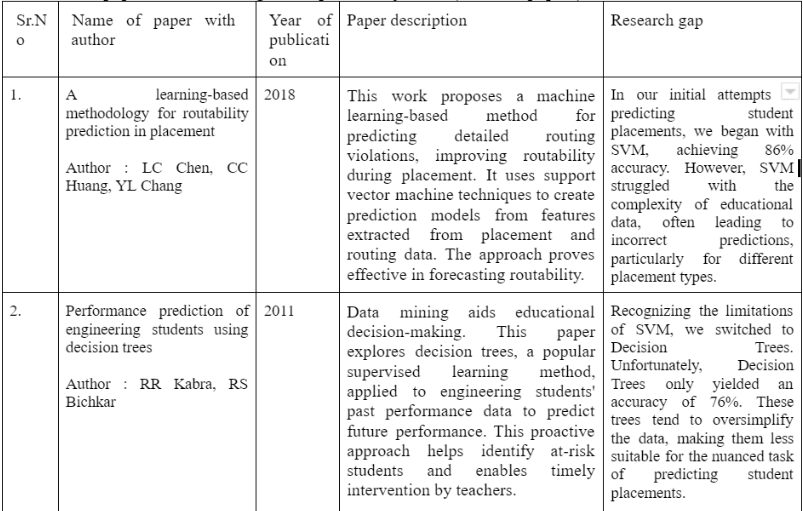 Sr.N
o
Name of paper with
author
Year of
publicati
on
Paper description
Research gap
1.
A learning-based
methodology for routability
prediction in placement
Author : LC Chen, CC
Huang, YL Chang
2018
This work proposes a machine
learning-based method for
predicting detailed routing
violations, improving routability
during placement. It uses support
vector machine techniques to create
prediction models from features
extracted from placement and
routing data. The approach proves
effective in forecasting routability.
In our initial attempts
predicting student
placements, we began with
SVM, achieving 86%
accuracy. However, SVM
struggled with the
complexity of educational
data, often leading to
incorrect predictions,
particularly for different
placement types.
2.
Performance prediction of
engineering students using
decision trees
Author : RR Kabra, RS
Bichkar
2011
Data mining aids educational
decision-making. This paper
explores decision trees, a popular
supervised learning method,
applied to engineering students'
past performance data to predict
future performance. This proactive
approach helps identify at-risk
students and enables timely
intervention by teachers.
Recognizing the limitations
of SVM, we switched to
Decision Trees.
Unfortunately, Decision
Trees only yielded an
accuracy of 76%. These
trees tend to oversimplify
the data, making them less
suitable for the nuanced task
of predicting student
placements.